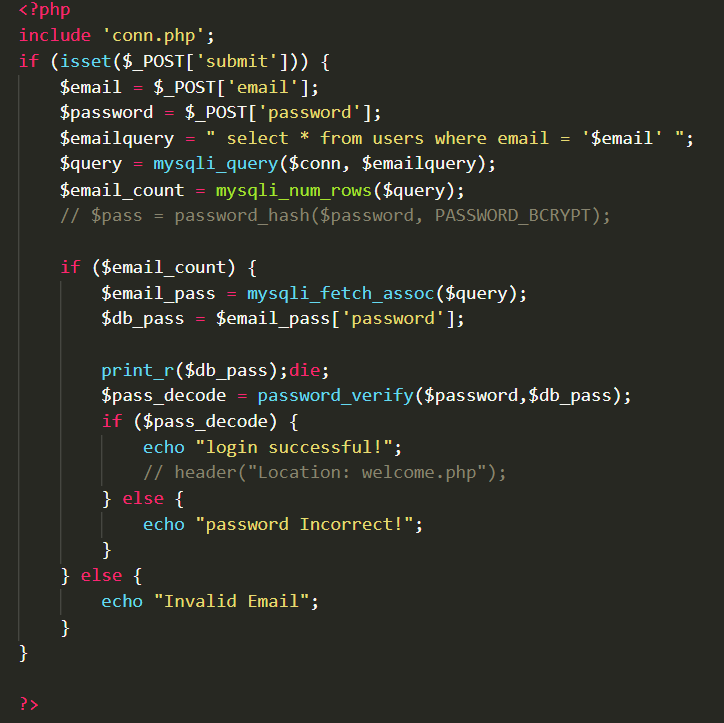 <?php
include 'conn.php';
if (isset($_POST['submit'])) {
$email = $_POST['email'];
$password = $_POST['password'];
$emailquery = " select * from users where email = '$email' ";
$query = mysqli_query($conn, $emailquery);
$email_count = mysqli_num_rows($query);
// $pass = password_hash($password, PASSWORD_BCRYPT);
if ($email_count) {
$email_pass = mysqli_fetch_assoc($query);
$db_pass = $email_pass['password'];
print_r($db_pass);die;
$pass_decode = password_verify($password,$db_pass);
if ($pass_decode) {
echo "login successful!";
// header("Location: welcome.php");
} else {
echo "password Incorrect!";
}
} else {
echo "Invalid Email";
}
}
?>